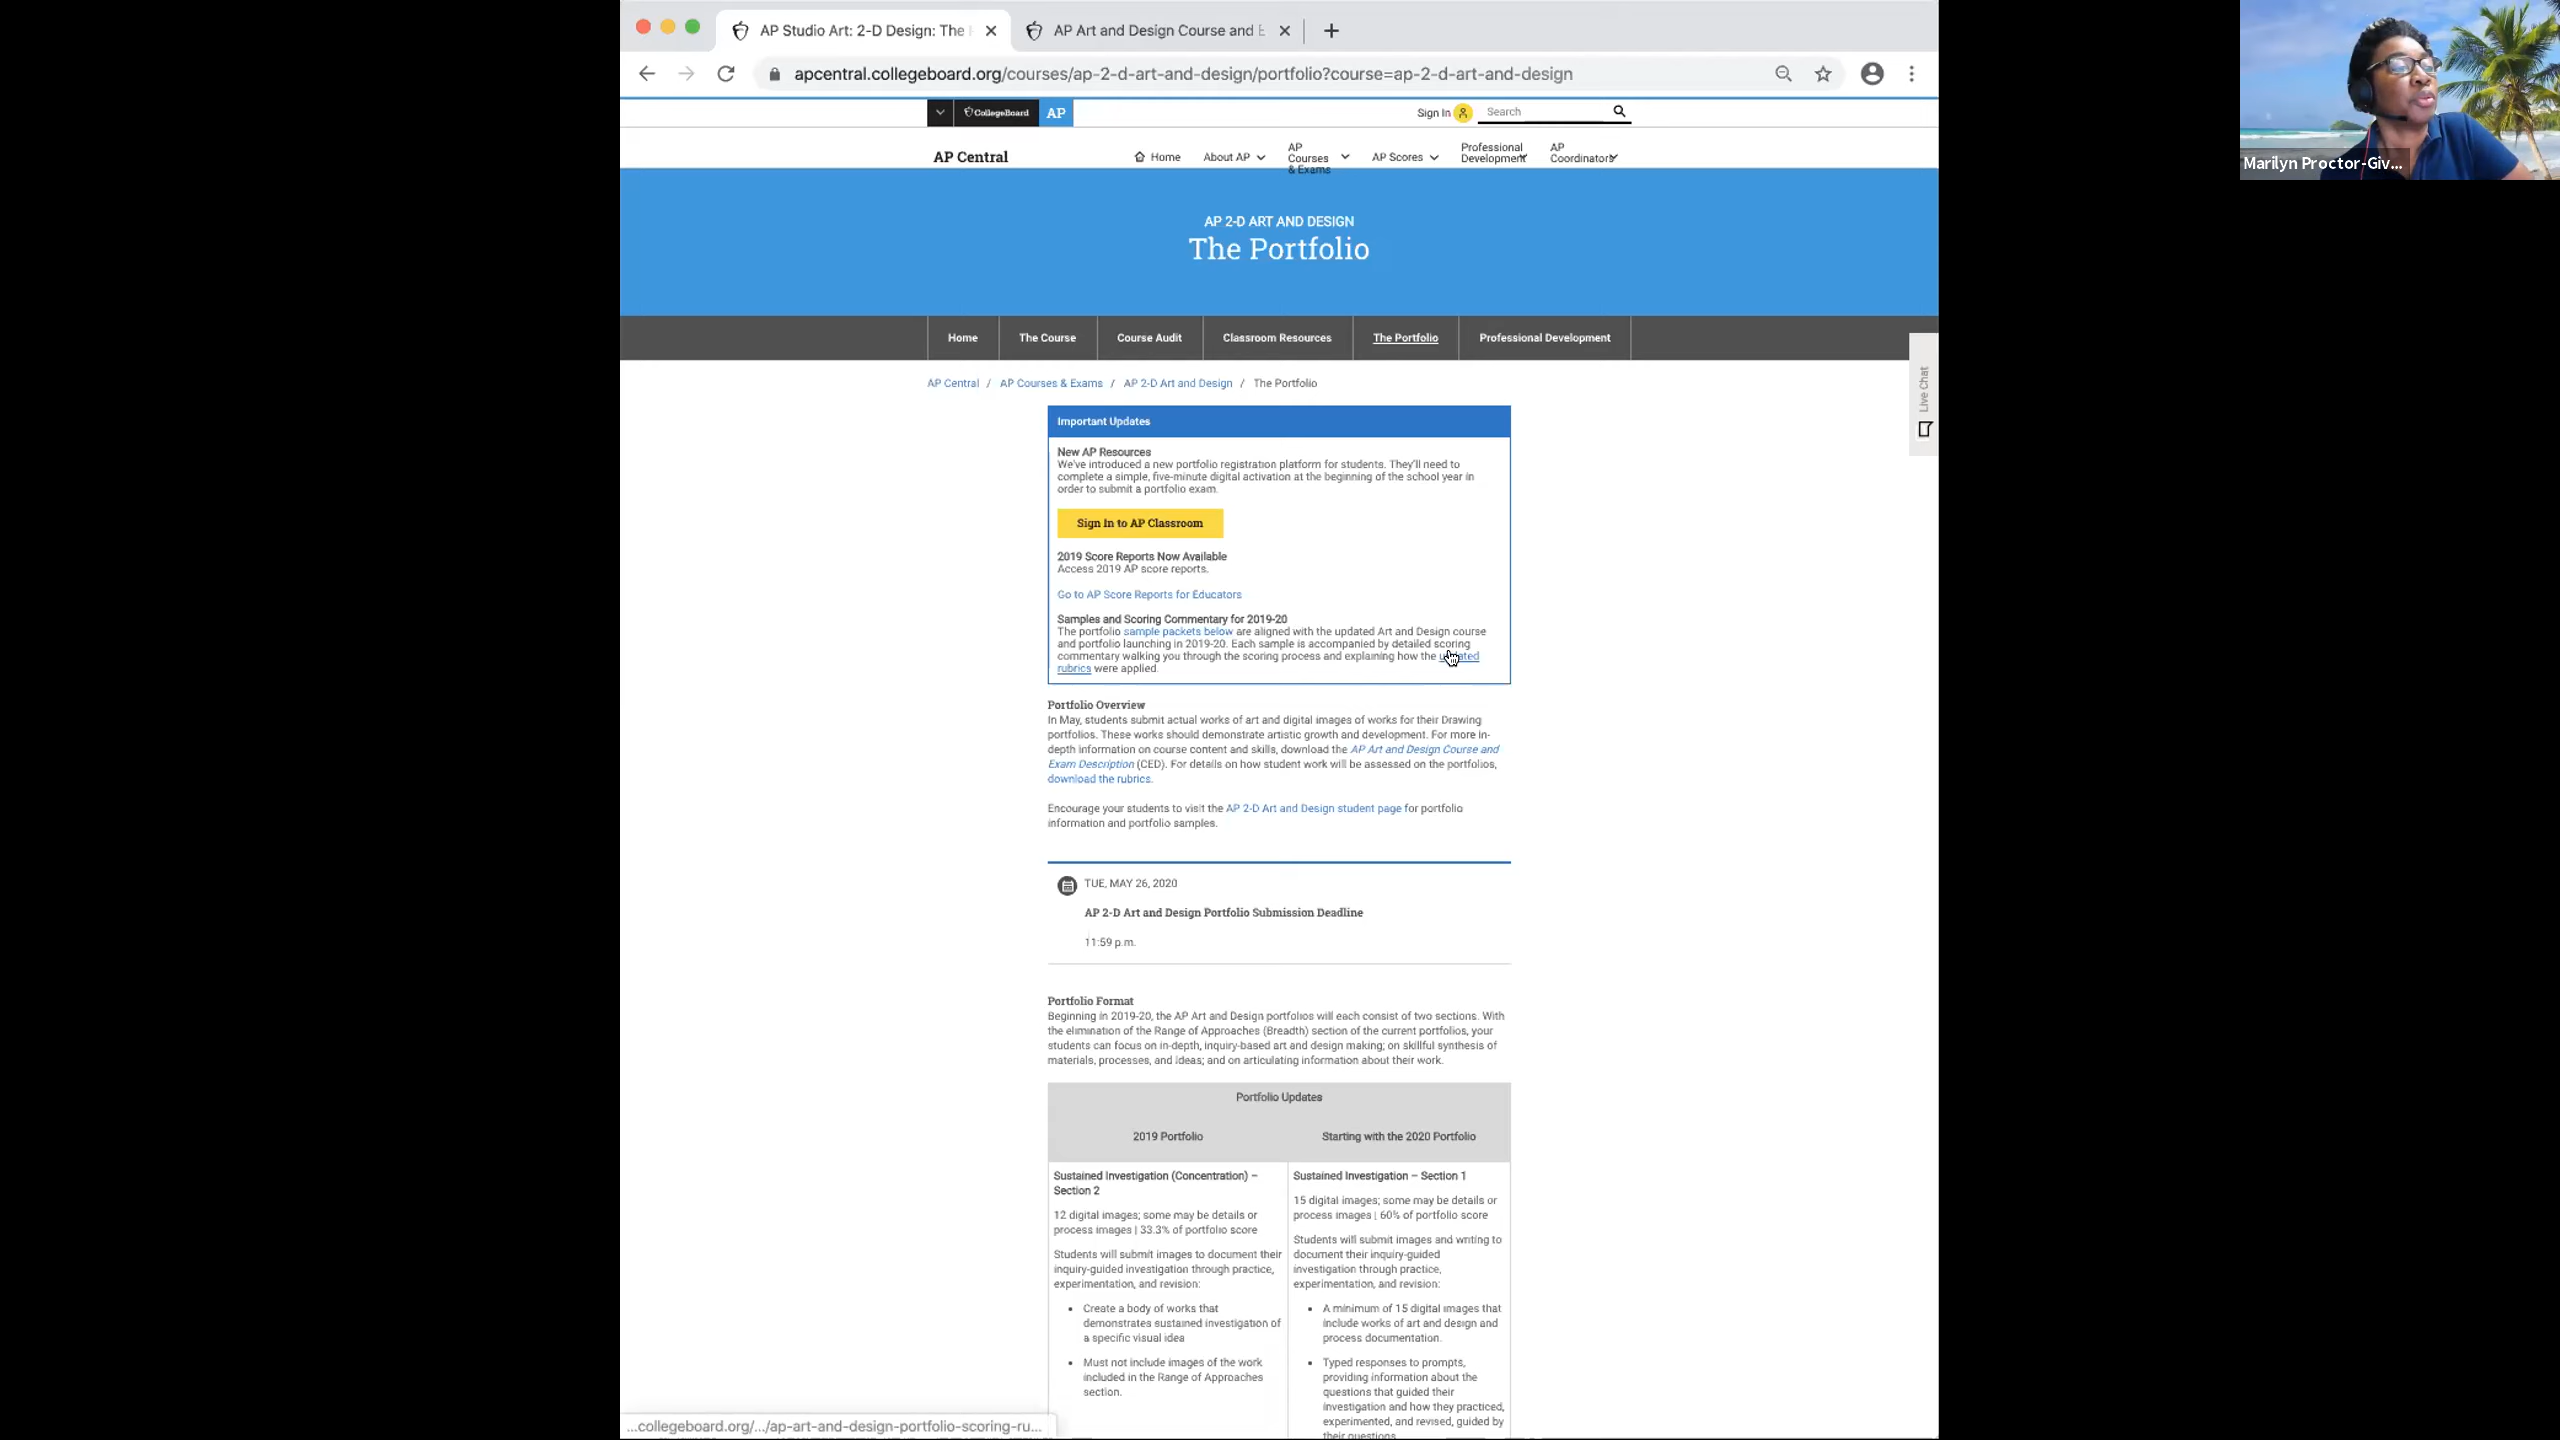 AP Studio Art: 2-D Design: The
AP Art and Design Course and E
apcentral.collegeboard.org/courses/ap-2-d-art-and-design/portfolio?course=ap-2-d-art-and-design
CollegeBoard AP
Sign In
Search
AP Central
Home
About AP
AP
Courses
& Exams
AP Scores
Professional
Development
AP
Coordinators
AP 2-D ART AND DESIGN
The Portfolio
Home
The Course
Course Audit
Classroom Resources
The Portfolio
Professional Development
Live Chat
AP Central / AP Courses & Exams / AP 2-D Art and Design / The Portfolio
Important Updates
New AP Resources
We've introduced a new portfolio registration platform for students. They'll need to
complete a simple, five-minute digital activation at the beginning of the school year in
order to submit a portfolio exam.
Sign In to AP Classroom
2019 Score Reports Now Available
Access 2019 AP score reports.
Go to AP Score Reports for Educators
Samples and Scoring Commentary for 2019-20
The portfolio sample packets below are aligned with the updated Art and Design course
and portfolio launching in 2019-20. Each sample is accompanied by detailed scoring
commentary walking you through the scoring process and explaining how the
rubrics were applied.
Portfolio Overview
In May, students submit actual works of art and digital images of works for their Drawing
portfolios. These works should demonstrate artistic growth and development. For more in-
depth information on course content and skills, download the AP Art and Design Course and
Exam Description (CED). For details on how student work will be assessed on the portfolios,
download the rubrics.
Encourage your students to visit the AP 2-D Art and Design student page for portfolio
information and portfolio samples.
TUE, MAY 26, 2020
AP 2-D Art and Design Portfolio Submission Deadline
11:59 p.m.
Portfolio Format
Beginning in 2019-20, the AP Art and Design portfolios will each consist of two sections. With
the elimination of the Range of Approaches (Breadth) section of the current portfolios, your
students can focus on in-depth, inquiry-based art and design making; on skillful synthesis of
materials, processes, and ideas; and on articulating information about their work.
Portfolio Updates
2019 Portfolio
Starting with the 2020 Portfolio
Sustained Investigation (Concentration) –
Section 2
12 digital images; some may be details or
process images | 33.3% of portfolio score
Students will submit images to document their
inquiry-guided investigation through practice,
experimentation, and revision:
• Create a body of works that
demonstrates sustained investigation of
a specific visual idea
• Must not include images of the work
included in the Range of Approaches
section.
Sustained Investigation – Section 1
15 digital images; some may be details or
process images | 60% of portfolio score
Students will submit images and writing to
document their inquiry-guided
investigation through practice,
experimentation, and revision:
• A minimum of 15 digital images that
include works of art and design and
process documentation.
• Typed responses to prompts,
providing information about the
questions that guided their
investigation and how they practiced,
experimented, and revised, guided by
their questions
...collegeboard.org/.../ap-art-and-design-portfolio-scoring-ru...
Marilyn Proctor-Giv...